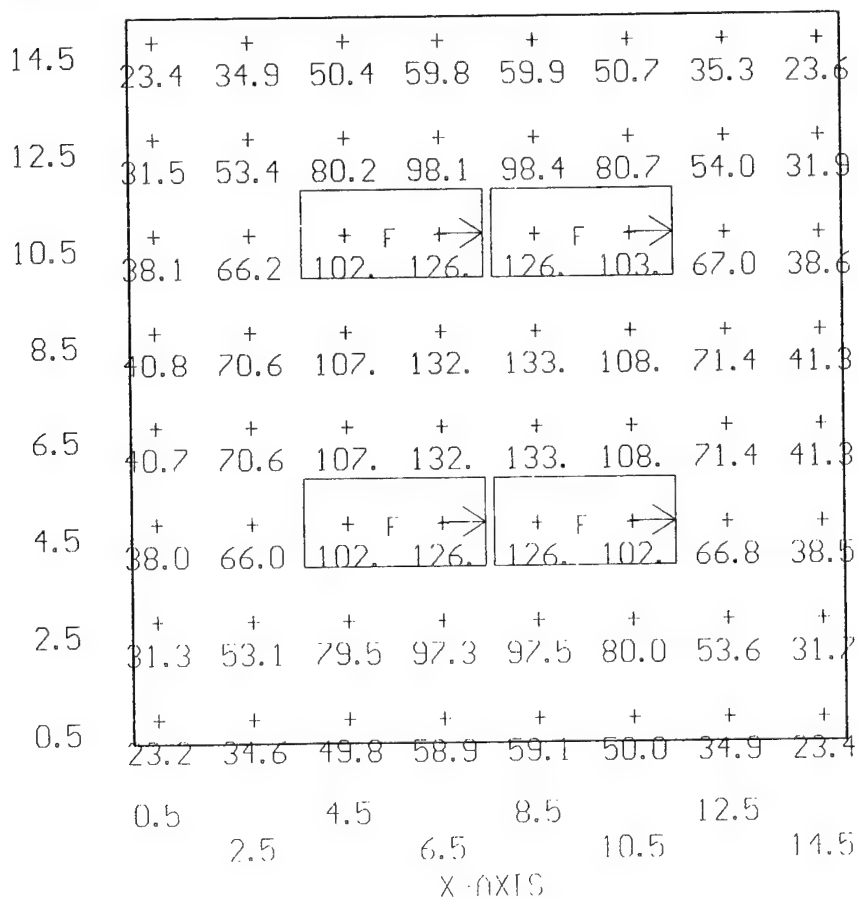 + + + + + + + +
14.5 23.4 34.9 50.4 59.8 59.9 50.7 35.3 23.6
+ + + + + + + +
12.5 31.5 53.4 80.2 98.1 98.4 80.7 54.0 31.9
+ + + F + + F + + +
10.5 38.1 66.2 102. 126. 126. 103. 67.0 38.6
+ + + + + + + +
8.5 40.8 70.6 107. 132. 133. 108. 71.4 41.3
+ + + + + + + +
6.5 40.7 70.6 107. 132. 133. 108. 71.4 41.3
+ + + F + + F + + +
4.5 38.0 66.0 102. 126. 126. 102. 66.8 38.5
+ + + + + + + +
2.5 31.3 53.1 79.5 97.3 97.5 80.0 53.6 31.7
+ + + + + + + +
0.5 23.2 34.6 49.8 58.9 59.1 50.0 34.9 23.4
0.5 4.5 8.5 12.5
2.5 6.5 10.5 14.5
X-AXIS